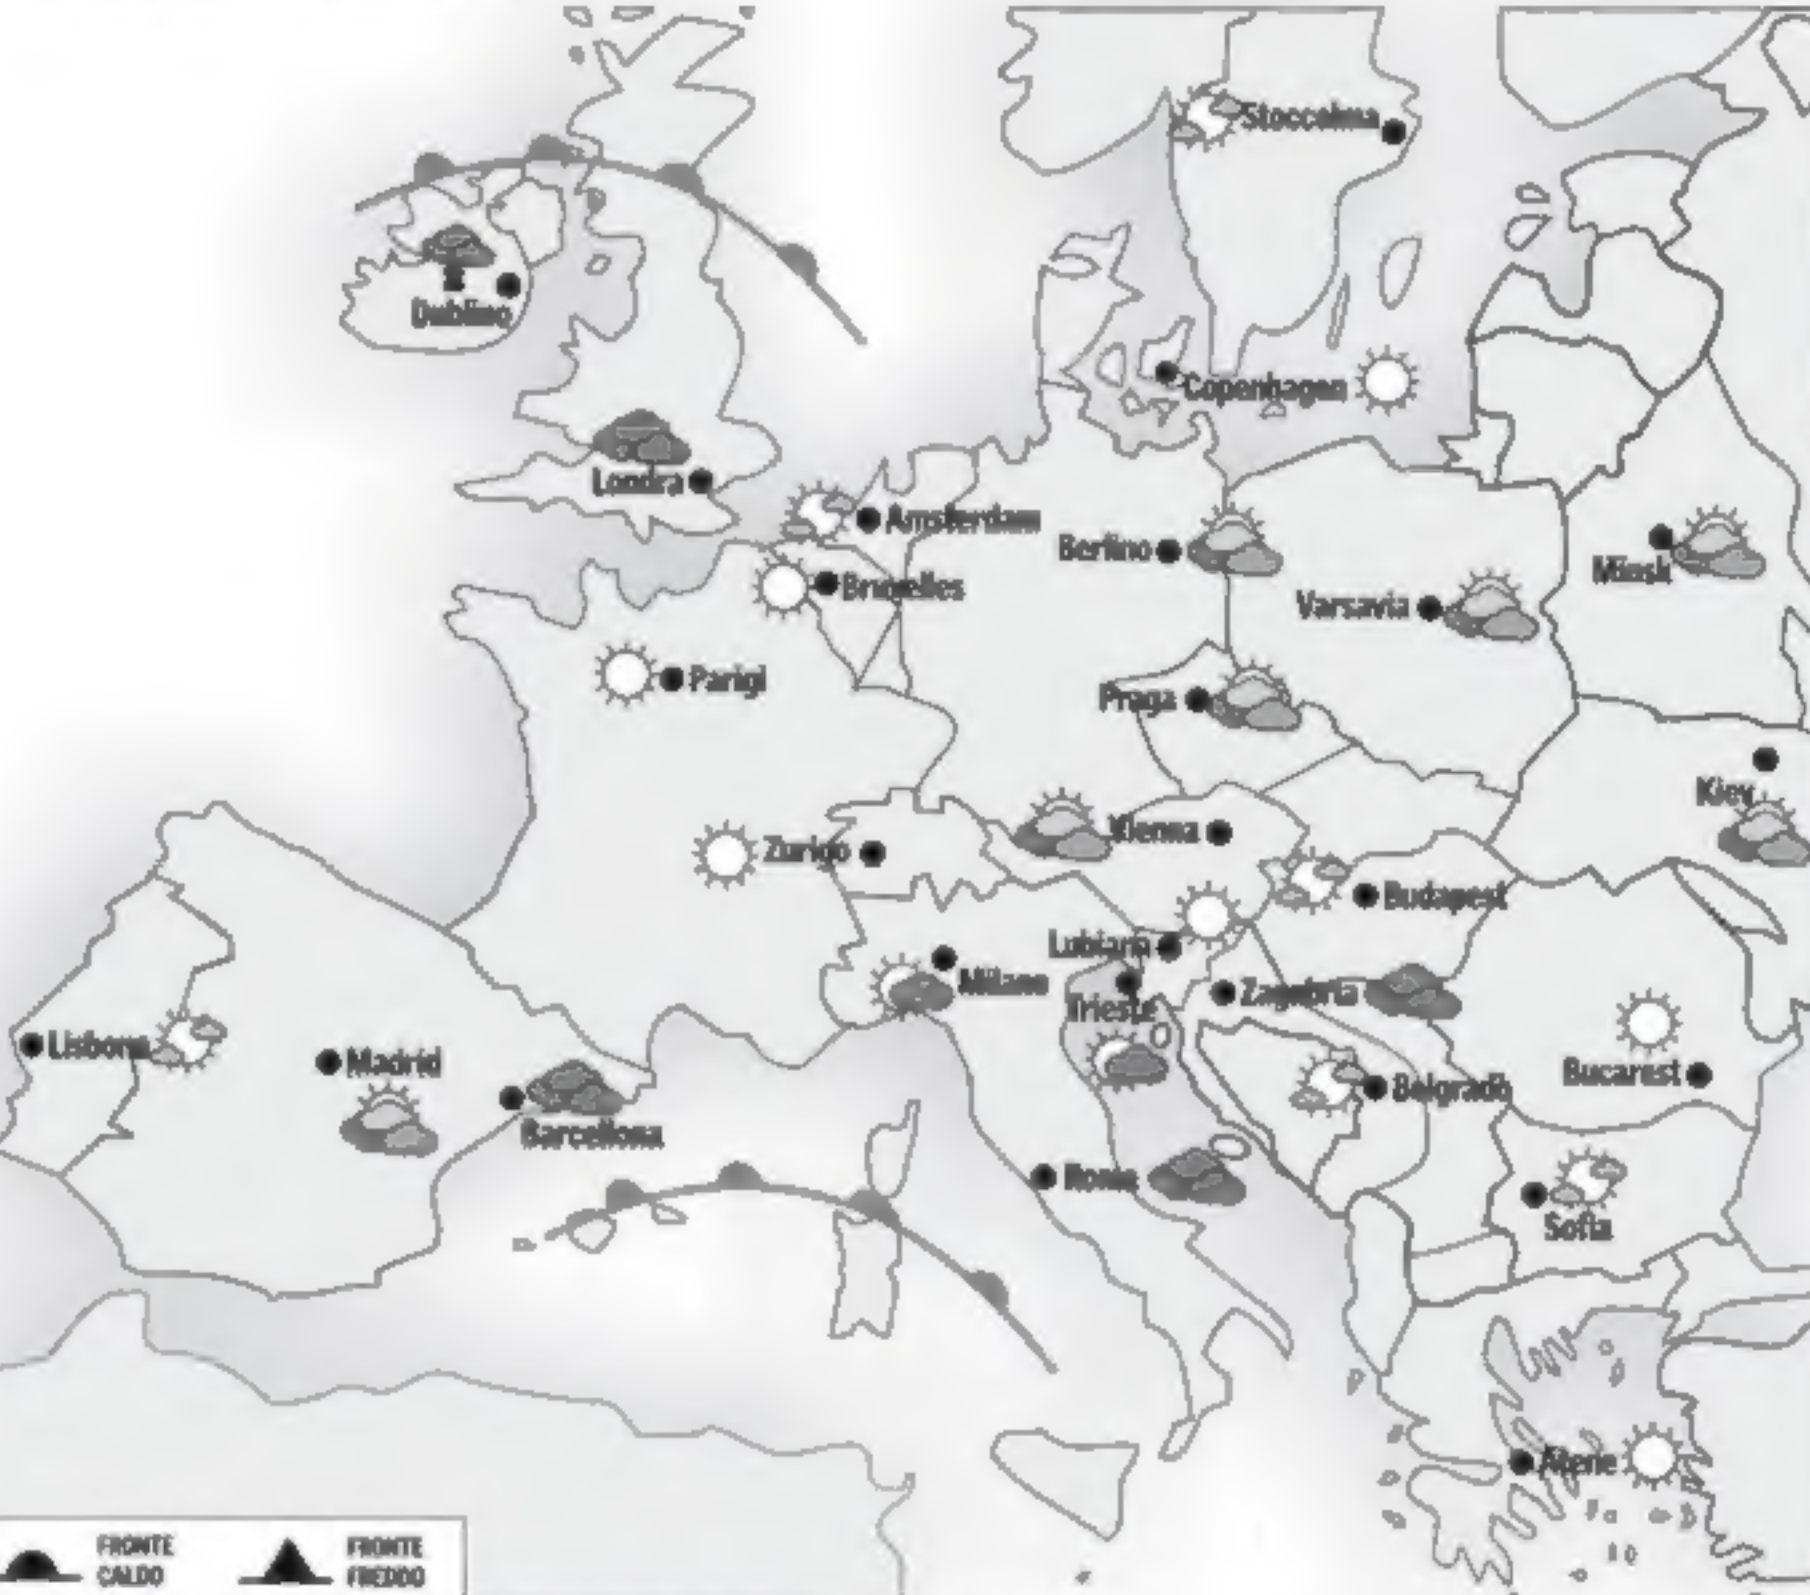 Stoccolma
Dublino
Copenhagen
Londra
Amsterdam
Berlino
Minsk
Bruxelles
Varsavia
Parigi
Praga
Kiev
Vienna
Zurigo
Budapest
Lubiana
Milano
Zagabria
Trieste
Lisbona
Madrid
Belgrado
Bucarest
Barcellona
Roma
Sofia
Atene
FRONTE
CALDO
FRONTE
FREDDO